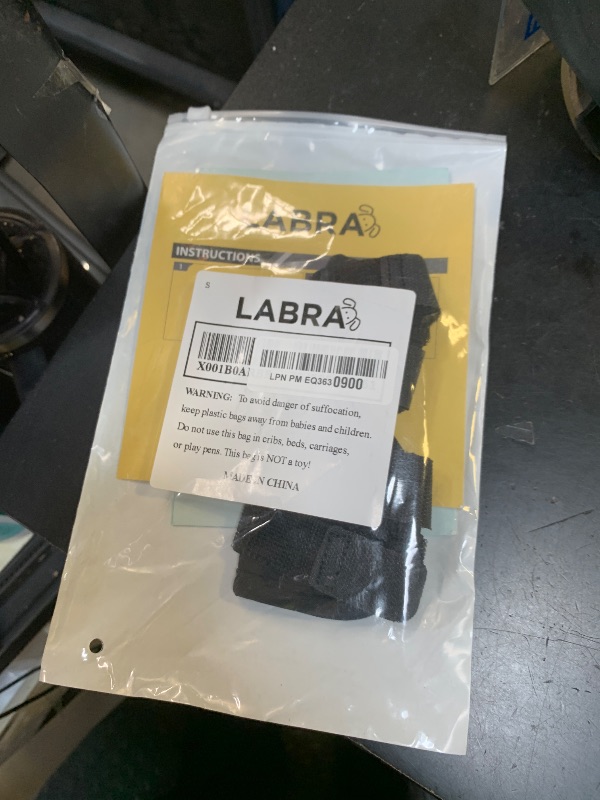 LABRA
INSTRUCTIONS
1
S
LABRA
X001B0A
LPN PM EQ3630900
WARNING: To avoid danger of suffocation,
keep plastic bags away from babies and children.
Do not use this bag in cribs, beds, carriages,
or play pens. This bag is NOT a toy!
MADE IN CHINA